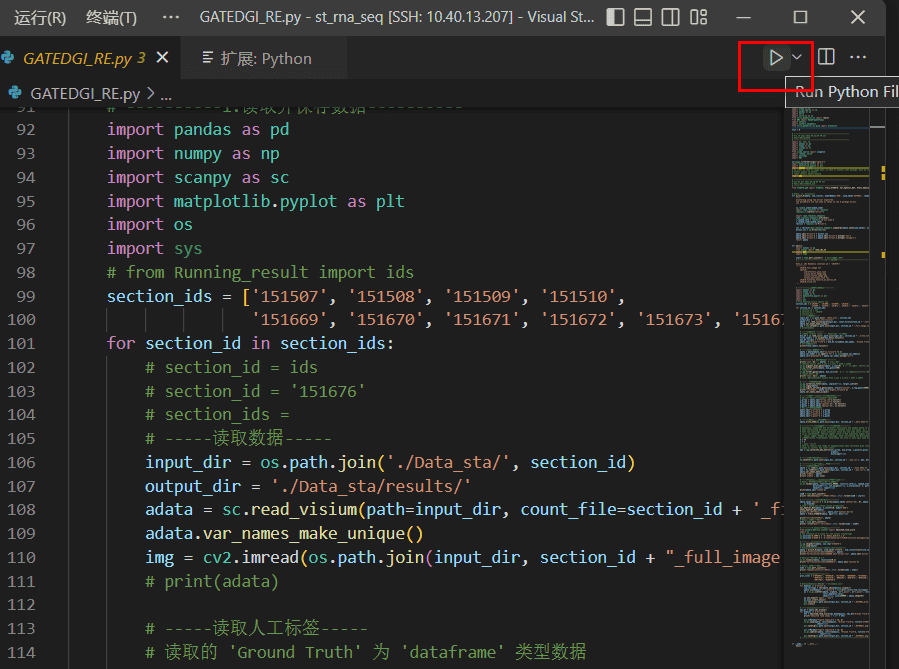 运行(R) 终端(T) ··· GATEDGI_RE.py - st_rna_seq [SSH: 10.40.13.207] - Visual St...
GATEDGI_RE.py 3 扩展: Python
GATEDGI_RE.py > ...
Run Python Fil
91 # ----------1.读取并保存数据----------
92 import pandas as pd
93 import numpy as np
94 import scanpy as sc
95 import matplotlib.pyplot as plt
96 import os
97 import sys
98 # from Running_result import ids
99 section_ids = ['151507', '151508', '151509', '151510',
100 '151669', '151670', '151671', '151672', '151673', '1516
101 for section_id in section_ids:
102 # section_id = ids
103 # section_id = '151676'
104 # section_ids =
105 # -----读取数据-----
106 input_dir = os.path.join('./Data_sta/', section_id)
107 output_dir = './Data_sta/results/'
108 adata = sc.read_visium(path=input_dir, count_file=section_id + '_fi
109 adata.var_names_make_unique()
110 img = cv2.imread(os.path.join(input_dir, section_id + "_full_image
111 # print(adata)
112
113 # -----读取人工标签-----
114 # 读取的 'Ground Truth' 为 'dataframe' 类型数据